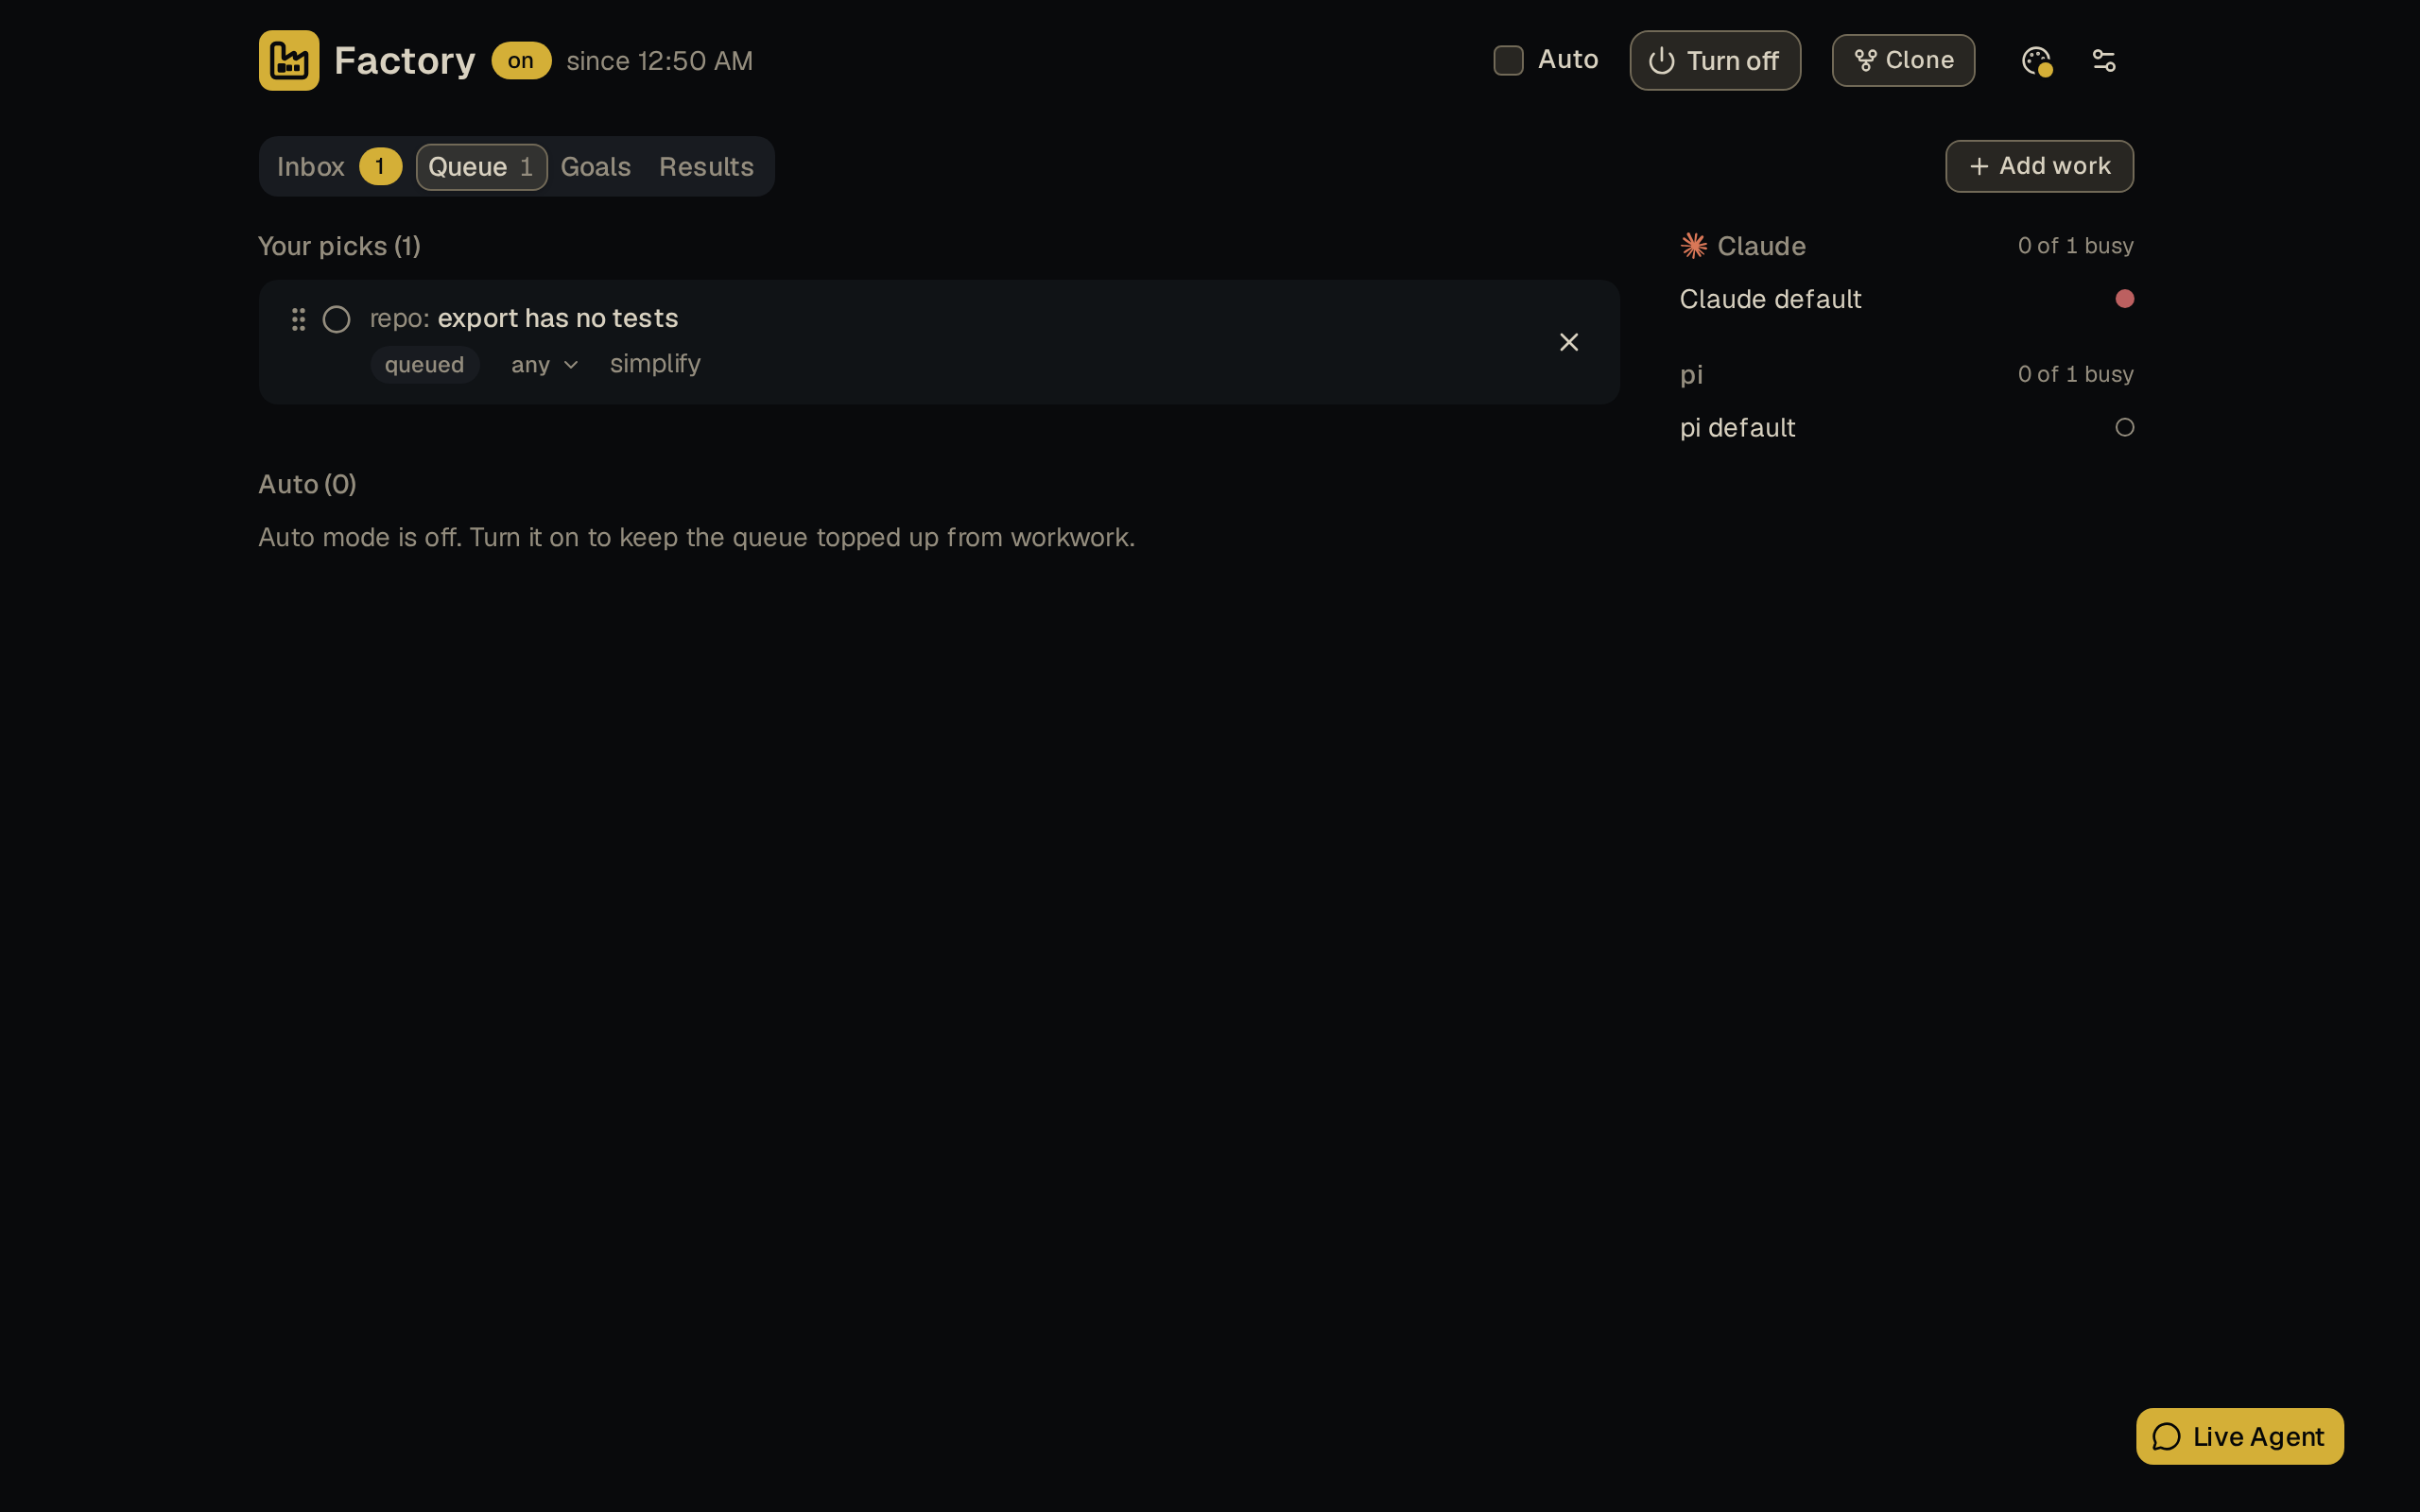 Factory on since 12:50 AM
Auto Turn off Clone
Inbox 1 Queue 1 Goals Results
+ Add work
Your picks (1)
repo: export has no tests
queued any simplify
Auto (0)
Auto mode is off. Turn it on to keep the queue topped up from workwork.
Claude 0 of 1 busy
Claude default
pi 0 of 1 busy
pi default
Live Agent